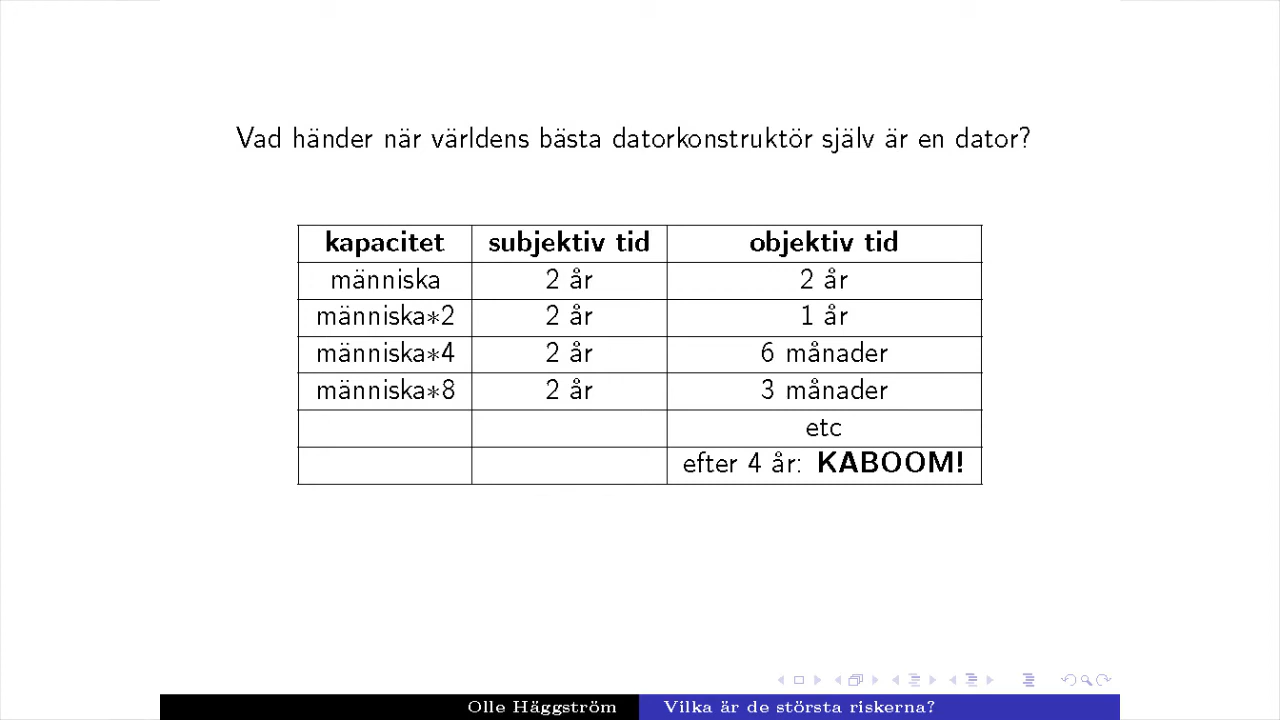 Vad händer när världens bästa datorkonstruktör själv är en dator?
kapacitet subjektiv tid objektiv tid
människa 2 år 2 år
människa*2 2 år 1 år
människa*4 2 år 6 månader
människa*8 2 år 3 månader
etc
efter 4 år: KABOOM!
Olle Häggström Vilka är de största riskerna?